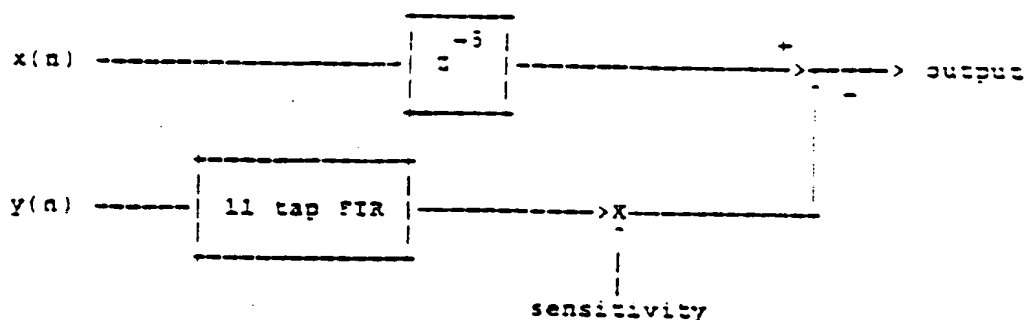 -5
x(n) z + output
-
y(n) 11 tap FIR X
sensitivity